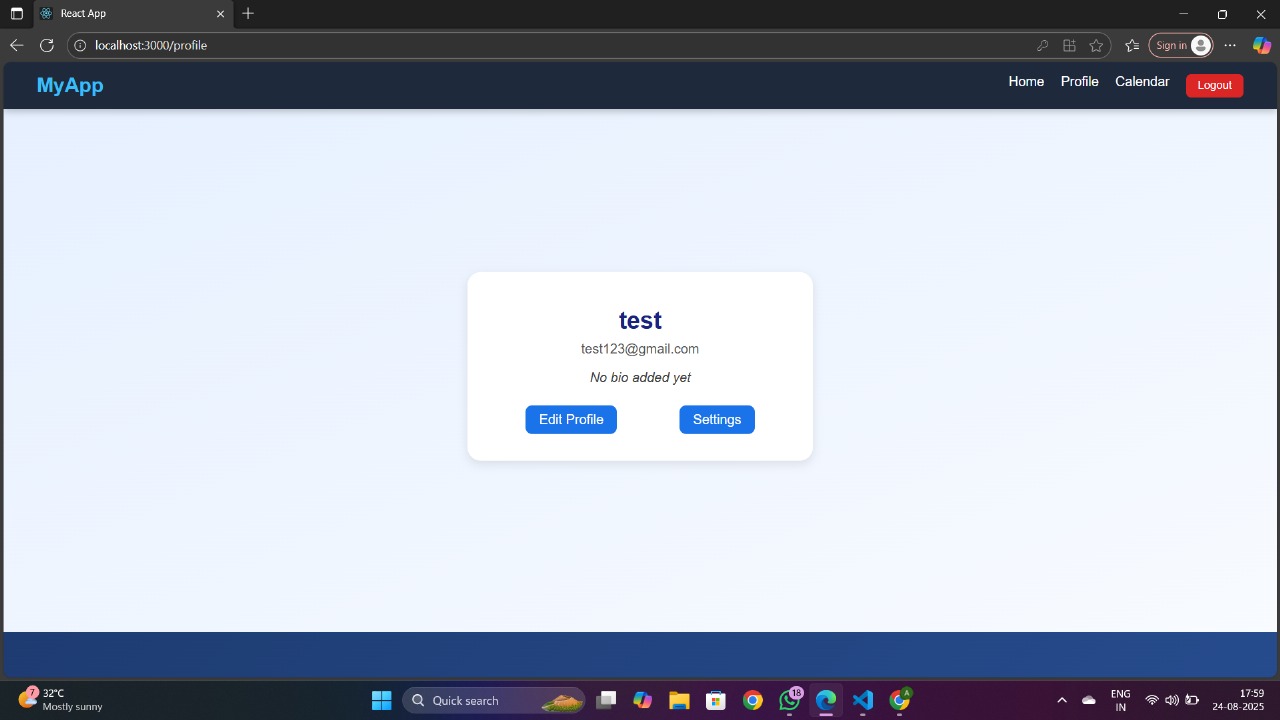 React App
localhost:3000/profile
Sign in
MyApp
Home Profile Calendar Logout
test
test123@gmail.com
No bio added yet
Edit Profile Settings
7
32°C
Mostly sunny
Quick search
18
A
ENG
IN
17:59
24-08-2025